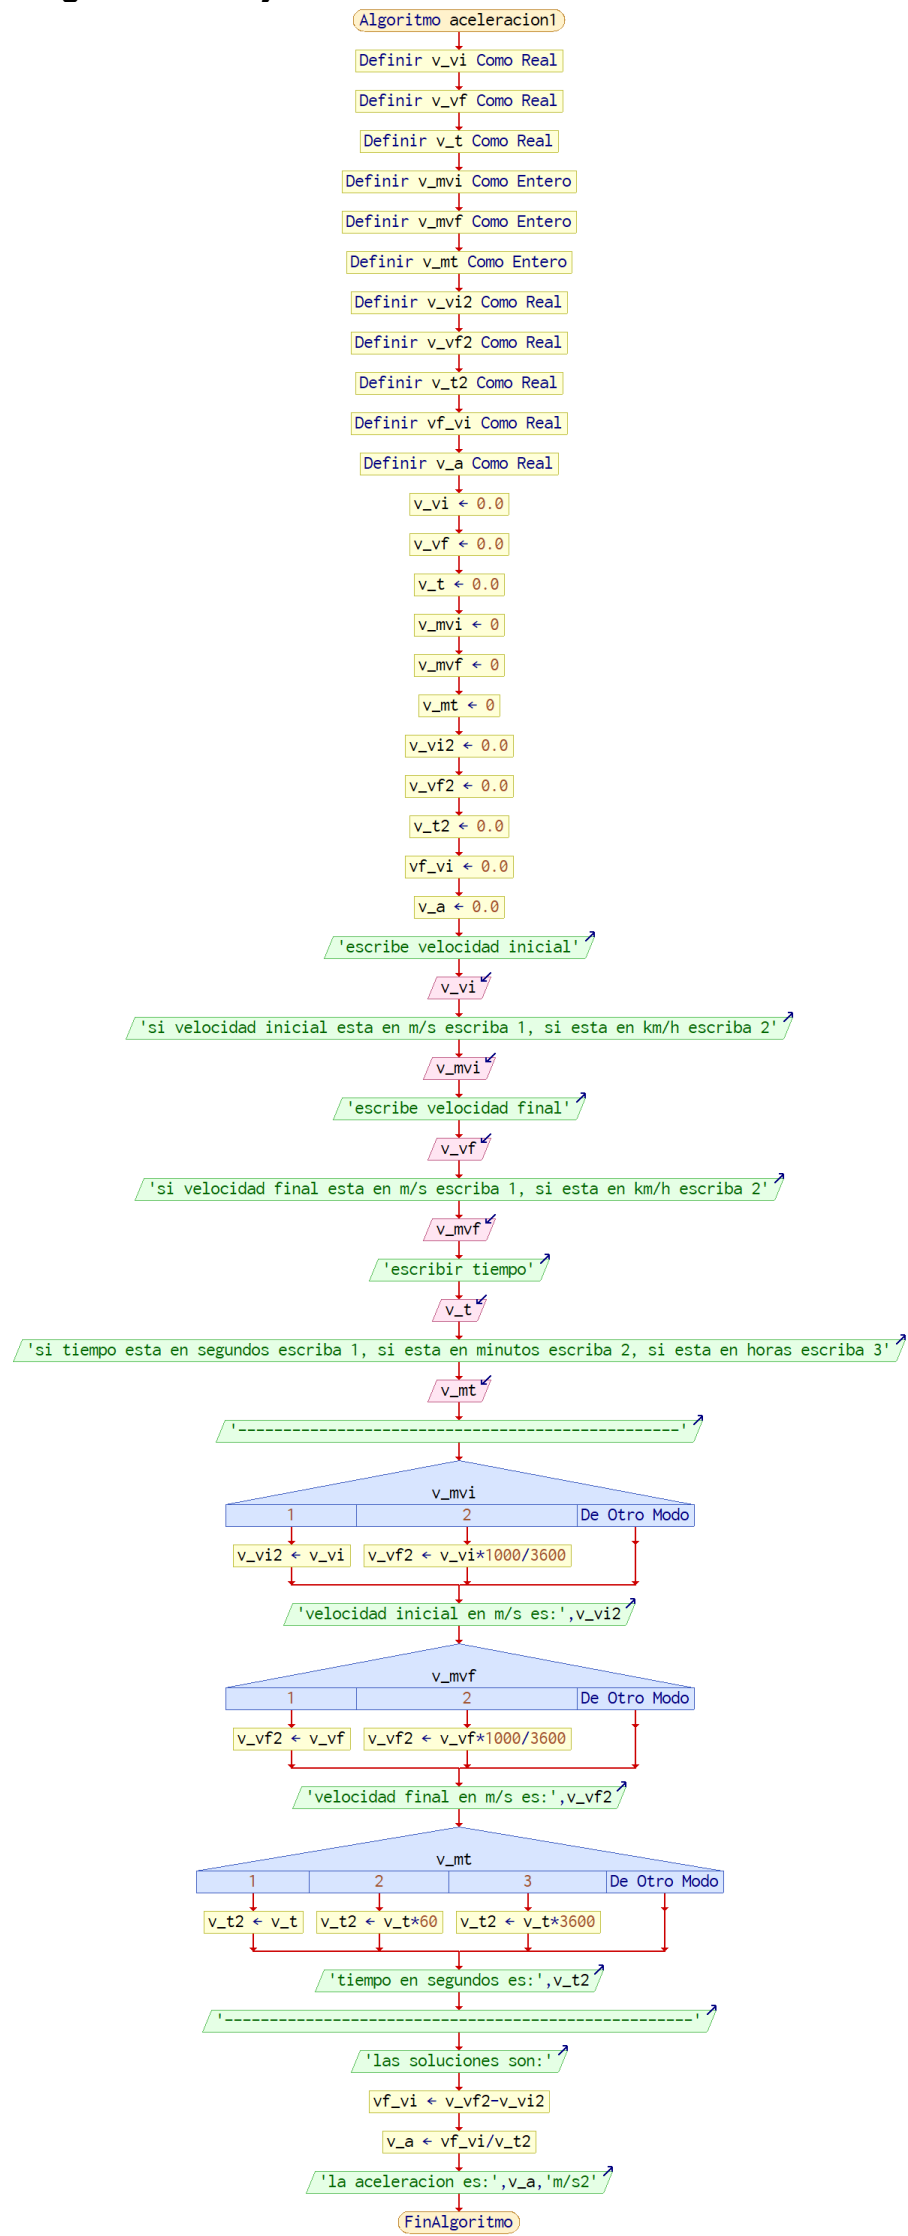 Algoritmo aceleracion1
Definir v_vi Como Real
Definir v_vf Como Real
Definir v_t Como Real
Definir v_mvi Como Entero
Definir v_mvf Como Entero
Definir v_mt Como Entero
Definir v_vi2 Como Real
Definir v_vf2 Como Real
Definir v_t2 Como Real
Definir vf_vi Como Real
Definir v_a Como Real
v_vi ← 0.0
v_vf ← 0.0
v_t ← 0.0
v_mvi ← 0
v_mvf ← 0
v_mt ← 0
v_vi2 ← 0.0
v_vf2 ← 0.0
v_t2 ← 0.0
vf_vi ← 0.0
v_a ← 0.0
'escribe velocidad inicial'
v_vi
'si velocidad inicial esta en m/s escriba 1, si esta en km/h escriba 2'
v_mvi
'escribe velocidad final'
v_vf
'si velocidad final esta en m/s escriba 1, si esta en km/h escriba 2'
v_mvf
'escribir tiempo'
v_t
'si tiempo esta en segundos escriba 1, si esta en minutos escriba 2, si esta en horas escriba 3'
v_mt
'-------------------------------------------------'
v_mvi
1 2 De Otro Modo
v_vi2 ← v_vi v_vf2 ← v_vi*1000/3600
'velocidad inicial en m/s es:',v_vi2
v_mvf
1 2 De Otro Modo
v_vf2 ← v_vf v_vf2 ← v_vf*1000/3600
'velocidad final en m/s es:',v_vf2
v_mt
1 2 3 De Otro Modo
v_t2 ← v_t v_t2 ← v_t*60 v_t2 ← v_t*3600
'tiempo en segundos es:',v_t2
'----------------------------------------------------'
'las soluciones son:'
vf_vi ← v_vf2-v_vi2
v_a ← vf_vi/v_t2
'la aceleracion es:',v_a,'m/s2'
FinAlgoritmo